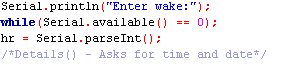 Serial.println("Enter wake:");
while(Serial.available() == 0);
hr = Serial.parseInt();
/*Details() - Asks for time and date*/